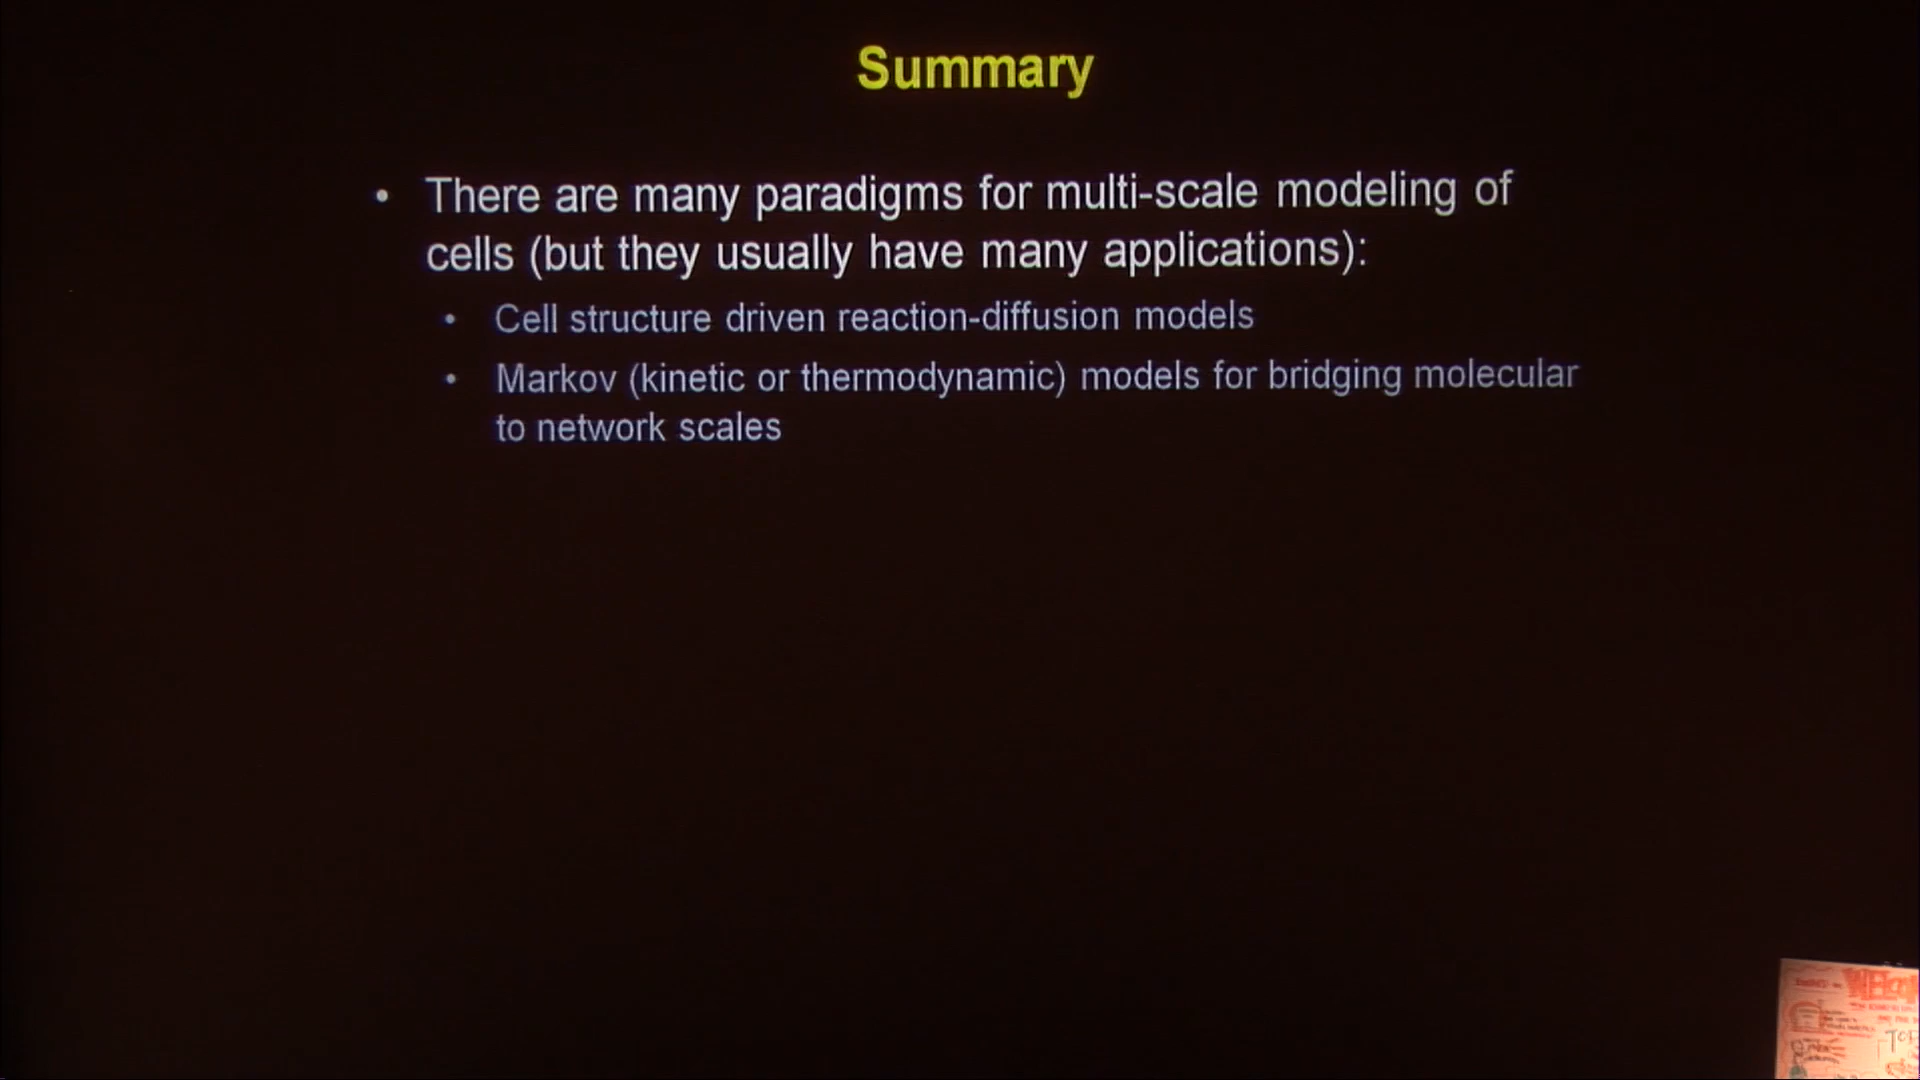 Summary
• There are many paradigms for multi-scale modeling of
cells (but they usually have many applications):
• Cell structure driven reaction-diffusion models
• Markov (kinetic or thermodynamic) models for bridging molecular
to network scales